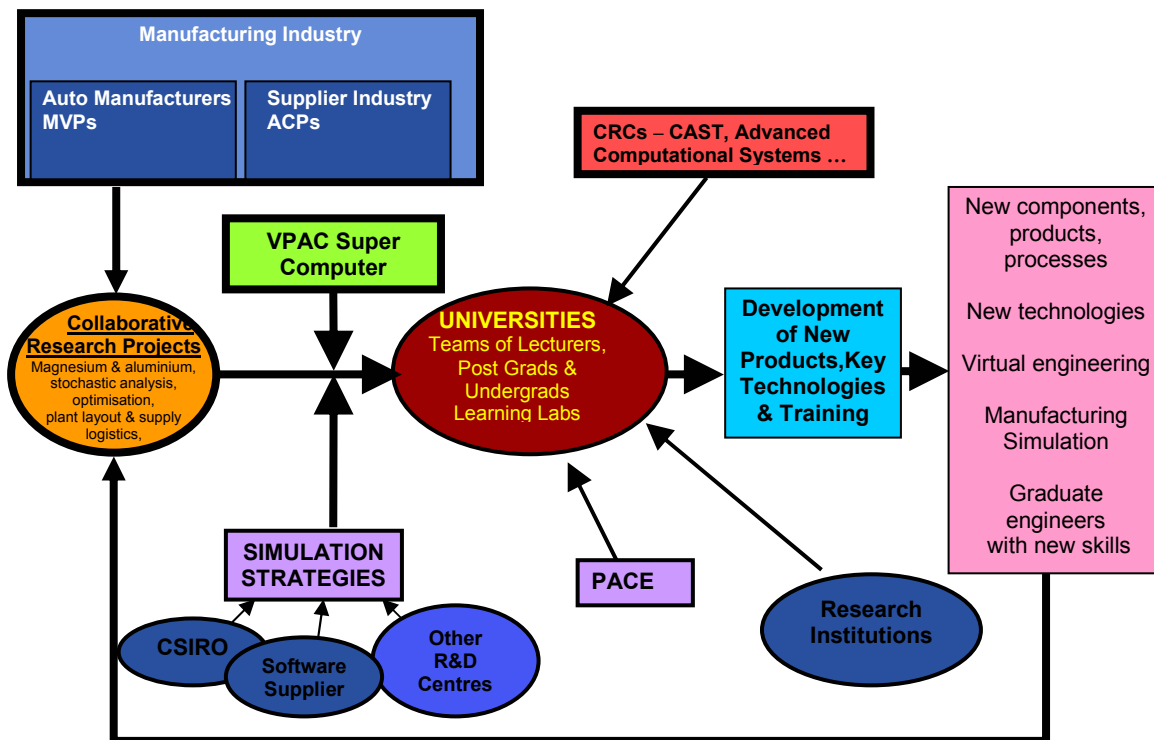 Manufacturing Industry
Auto Manufacturers
MVPs
Supplier Industry
ACPs
CRCs – CAST, Advanced
Computational Systems ...
VPAC Super
Computer
Collaborative
Research Projects
Magnesium & aluminium,
stochastic analysis,
optimisation,
plant layout & supply
logistics,
UNIVERSITIES
Teams of Lecturers,
Post Grads &
Undergrads
Learning Labs
Development
of New
Products,Key
Technologies
& Training
New components,
products,
processes
New technologies
Virtual engineering
Manufacturing
Simulation
Graduate
engineers
with new skills
SIMULATION
STRATEGIES
PACE
CSIRO
Software
Supplier
Other
R&D
Centres
Research
Institutions